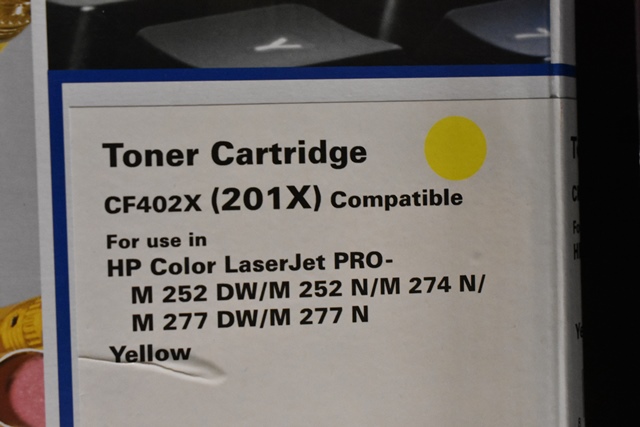 Toner Cartridge
CF402X (201X) Compatible
For use in
HP Color LaserJet PRO-
M 252 DW/M 252 N/M 274 N/
M 277 DW/M 277 N
Yellow